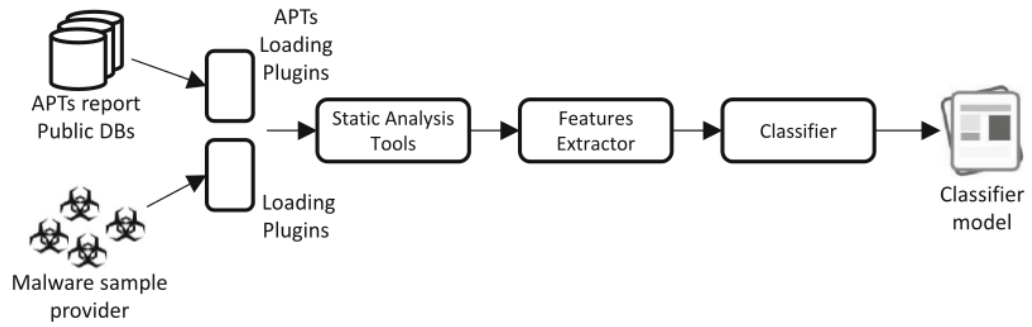 APTs
Loading
Plugins
APTs report
Public DBs
Static Analysis
Tools
Features
Extractor
Classifier
Loading
Plugins
Classifier
model
Malware sample
provider